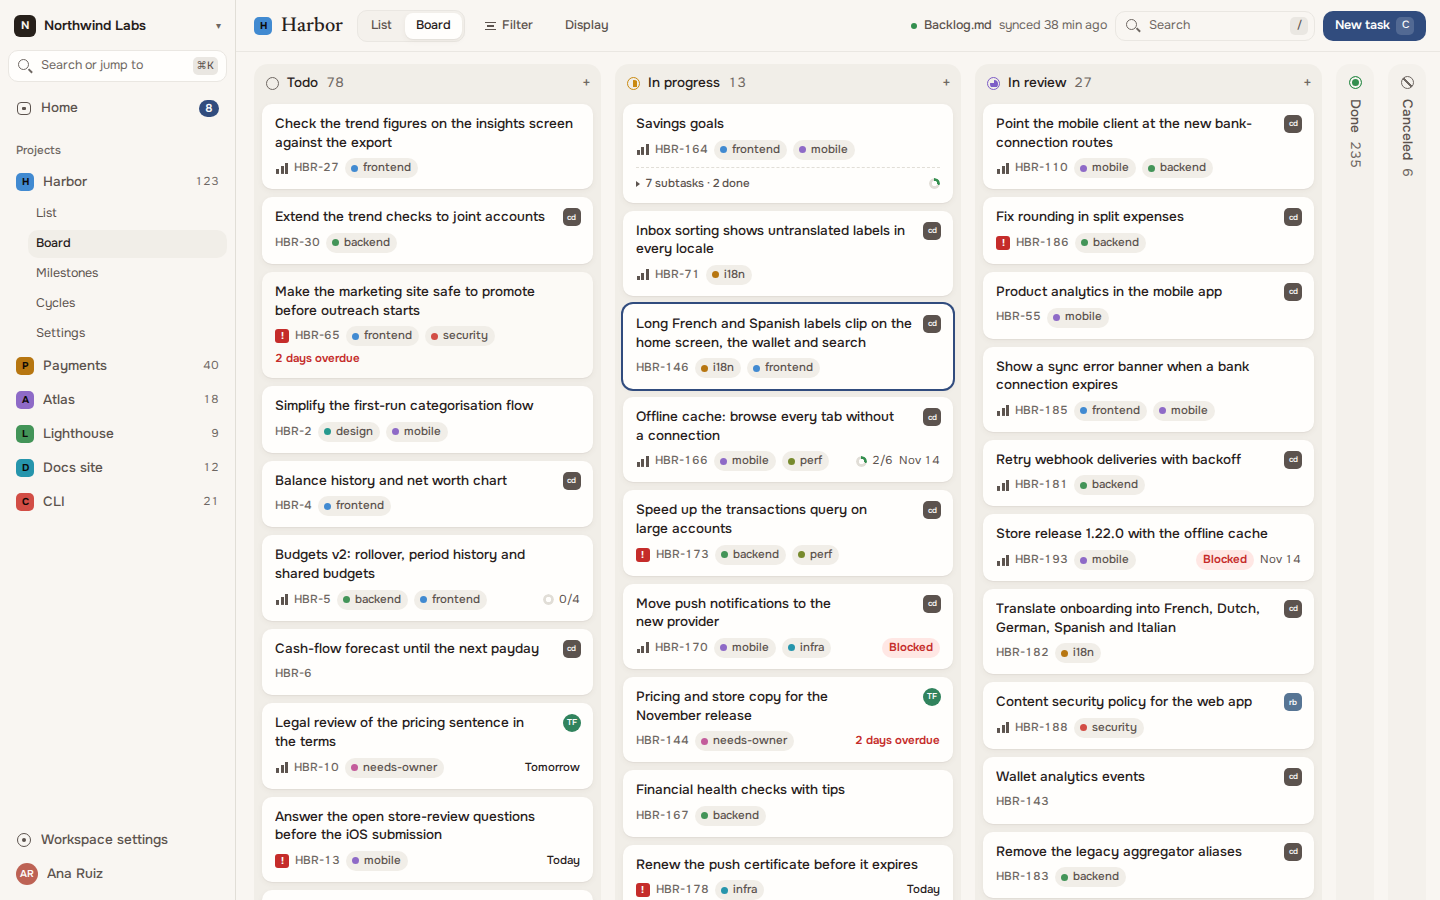 N Northwind Labs
Search or jump to ⌘K
Home 8
Projects
H Harbor 123
List
Board
Milestones
Cycles
Settings
P Payments 40
A Atlas 18
L Lighthouse 9
D Docs site 12
C CLI 21
Workspace settings
AR Ana Ruiz
H Harbor List Board Filter Display
Backlog.md synced 38 min ago Search / New task C
Todo 78 +
Check the trend figures on the insights screen
against the export
HBR-27 frontend
Extend the trend checks to joint accounts cd
HBR-30 backend
Make the marketing site safe to promote
before outreach starts
! HBR-65 frontend security
2 days overdue
Simplify the first-run categorisation flow
HBR-2 design mobile
Balance history and net worth chart cd
HBR-4 frontend
Budgets v2: rollover, period history and
shared budgets
HBR-5 backend frontend 0/4
Cash-flow forecast until the next payday cd
HBR-6
Legal review of the pricing sentence in TF
the terms
HBR-10 needs-owner Tomorrow
Answer the open store-review questions
before the iOS submission
! HBR-13 mobile Today
In progress 13 +
Savings goals
HBR-164 frontend mobile
7 subtasks · 2 done
Inbox sorting shows untranslated labels in cd
every locale
HBR-71 i18n
Long French and Spanish labels clip on the cd
home screen, the wallet and search
HBR-146 i18n frontend
Offline cache: browse every tab without cd
a connection
HBR-166 mobile perf 2/6 Nov 14
Speed up the transactions query on cd
large accounts
! HBR-173 backend perf
Move push notifications to the cd
new provider
HBR-170 mobile infra Blocked
Pricing and store copy for the TF
November release
HBR-144 needs-owner 2 days overdue
Financial health checks with tips
HBR-167 backend
Renew the push certificate before it expires
! HBR-178 infra Today
In review 27 +
Point the mobile client at the new bank- cd
connection routes
HBR-110 mobile backend
Fix rounding in split expenses cd
! HBR-186 backend
Product analytics in the mobile app cd
HBR-55 mobile
Show a sync error banner when a bank cd
connection expires
HBR-185 frontend mobile
Retry webhook deliveries with backoff cd
HBR-181 backend
Store release 1.22.0 with the offline cache
HBR-193 mobile Blocked Nov 14
Translate onboarding into French, Dutch, cd
German, Spanish and Italian
HBR-182 i18n
Content security policy for the web app rb
HBR-188 security
Wallet analytics events cd
HBR-143
Remove the legacy aggregator aliases cd
HBR-183 backend
Done 235
Canceled 6